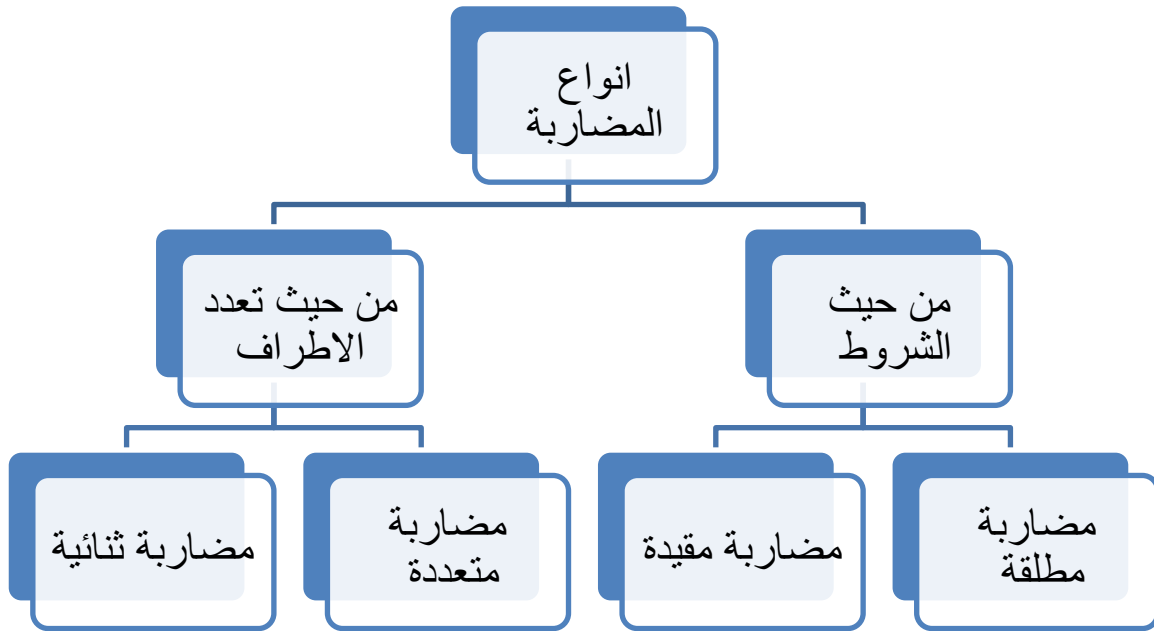 انواع
المضاربة
من حيث
الشروط
من حيث تعدد
الاطراف
مضاربة
مطلقة
مضاربة مقيدة
مضاربة
متعددة
مضاربة ثنائية